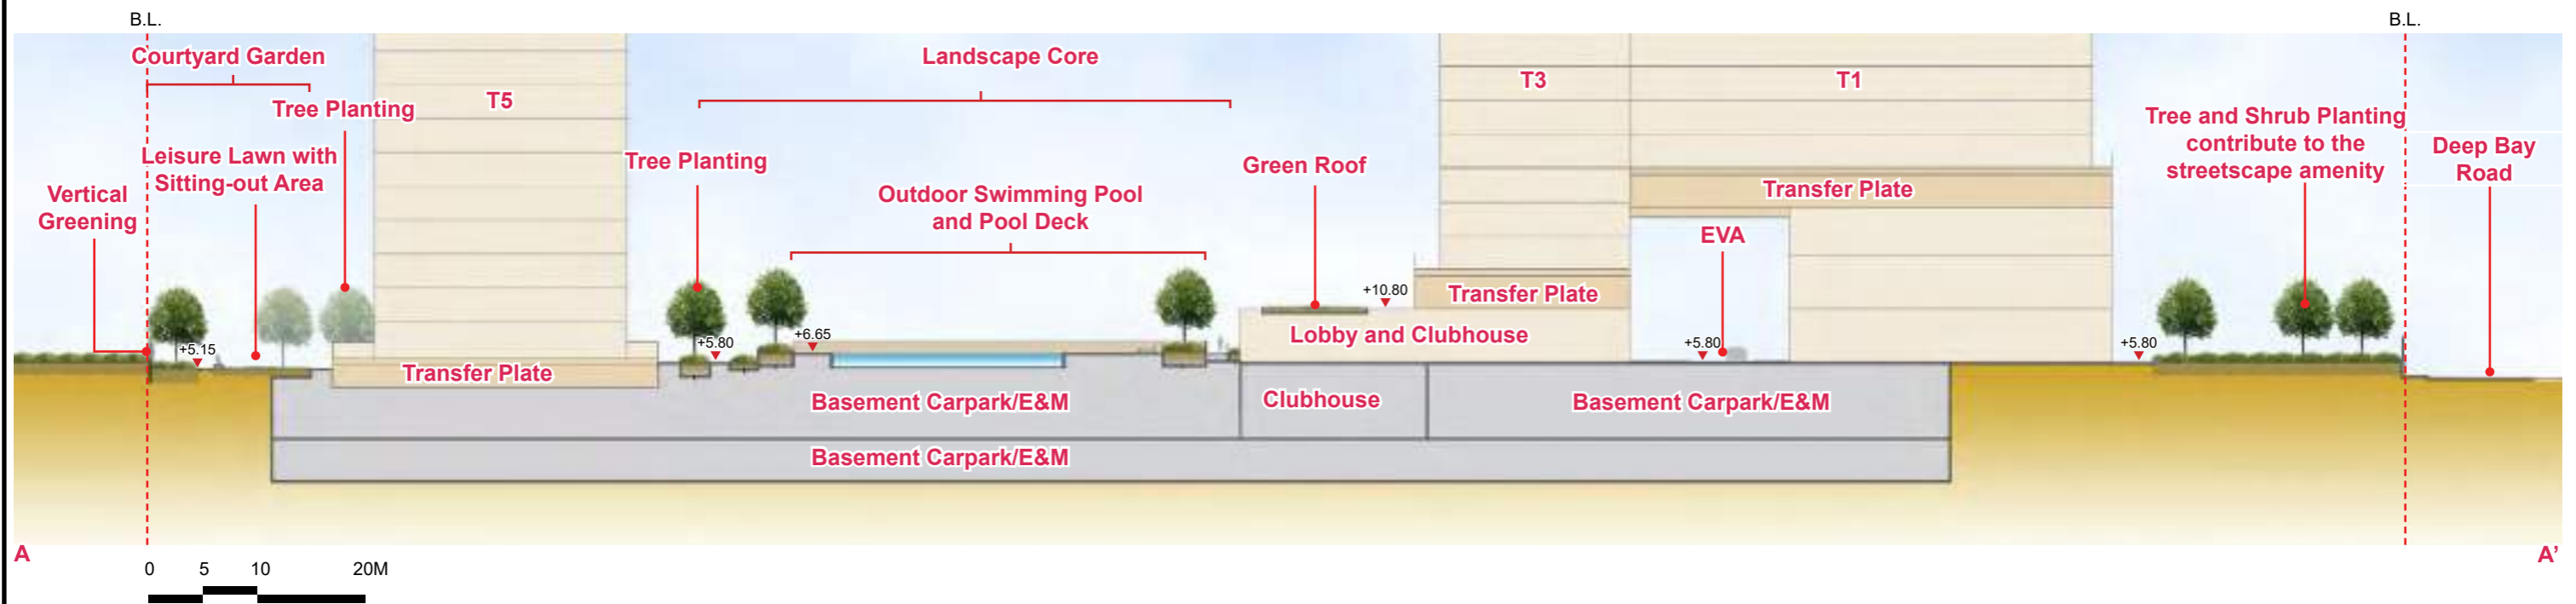 B.L.
B.L.
Courtyard Garden
Landscape Core
Tree Planting
T5
T3
T1
Tree and Shrub Planting
contribute to the
streetscape amenity
Deep Bay
Road
Leisure Lawn with
Sitting-out Area
Tree Planting
Green Roof
Vertical
Greening
Outdoor Swimming Pool
and Pool Deck
Transfer Plate
EVA
+10.80
Transfer Plate
Lobby and Clubhouse
+5.15
+5.80
+6.65
+5.80
+5.80
Transfer Plate
Basement Carpark/E&M
Clubhouse
Basement Carpark/E&M
Basement Carpark/E&M
A
A’
0 5 10 20M